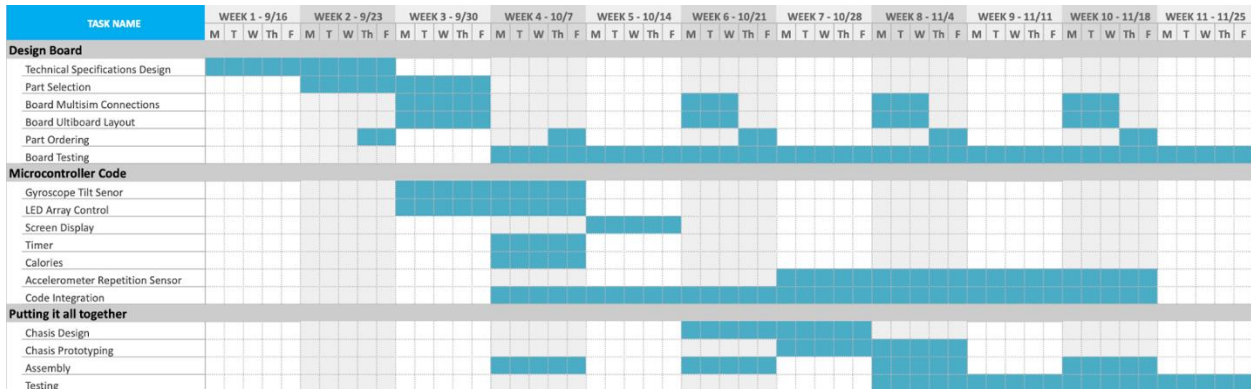 TASK NAME WEEK 1 - 9/16 WEEK 2 - 9/23 WEEK 3 - 9/30 WEEK 4 - 10/7 WEEK 5 - 10/14 WEEK 6 - 10/21 WEEK 7 - 10/28 WEEK 8 - 11/4 WEEK 9 - 11/11 WEEK 10 - 11/18 WEEK 11 - 11/25
M T W Th F M T W Th F M T W Th F M T W Th F M T W Th F M T W Th F M T W Th F M T W Th F M T W Th F M T W Th F M T W Th F
Design Board
Technical Specifications Design
Part Selection
Board Multisim Connections
Board Ultiboard Layout
Part Ordering
Board Testing
Microcontroller Code
Gyroscope Tilt Senor
LED Array Control
Screen Display
Timer
Calories
Accelerometer Repetition Sensor
Code Integration
Putting it all together
Chasis Design
Chasis Prototyping
Assembly
Testing